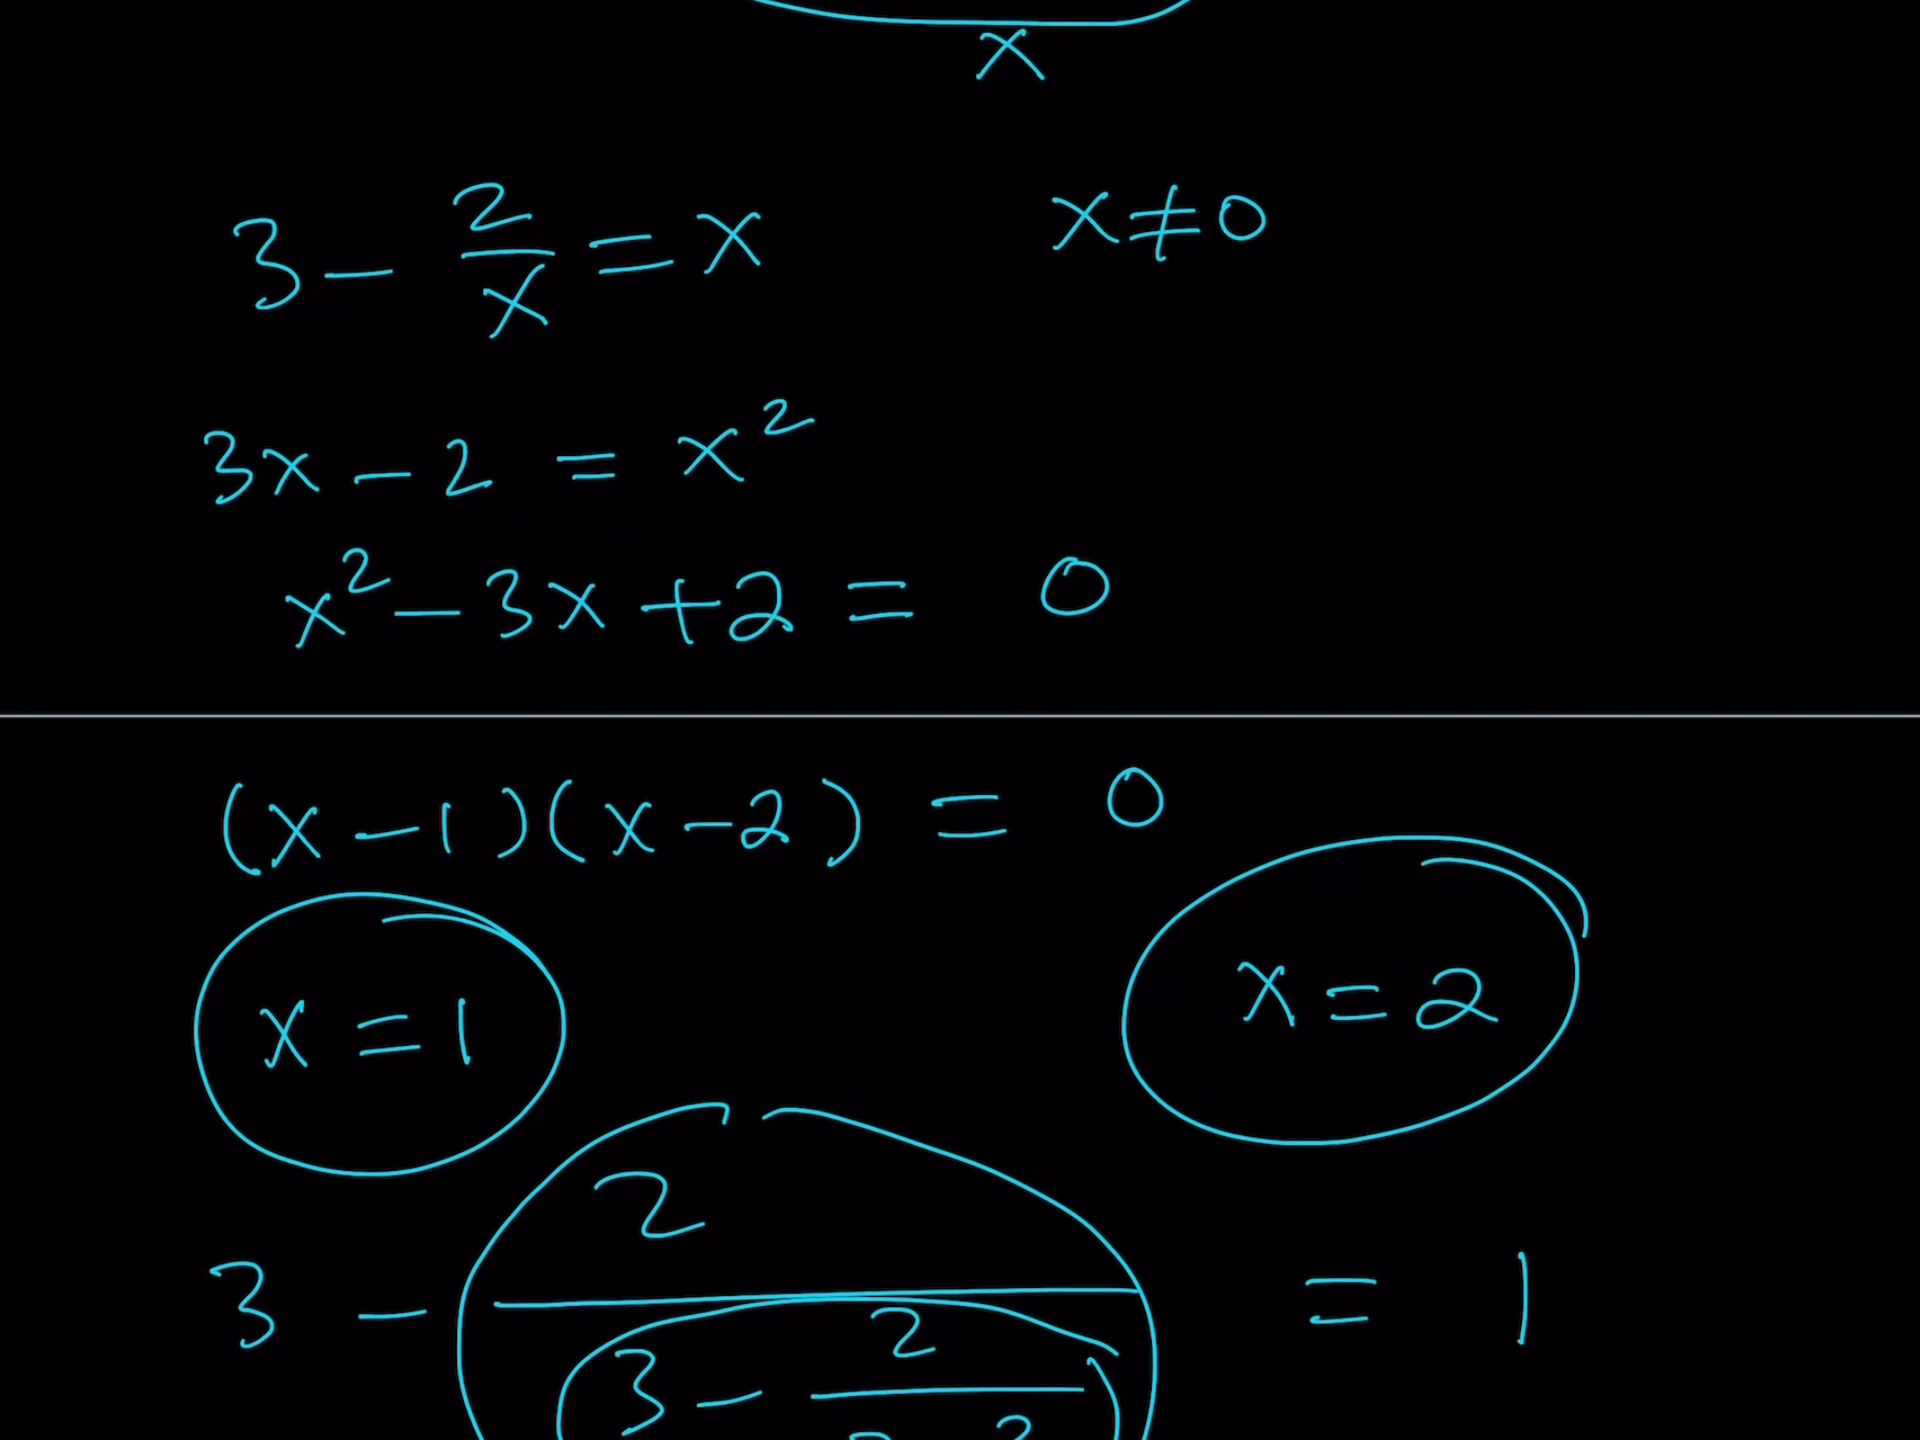 x
3 - 2/x = x    x ≠ 0
3x - 2 = x²
x² - 3x + 2 = 0
(x - 1)(x - 2) = 0
x = 1    x = 2
2
3 - = 1
2
3 -